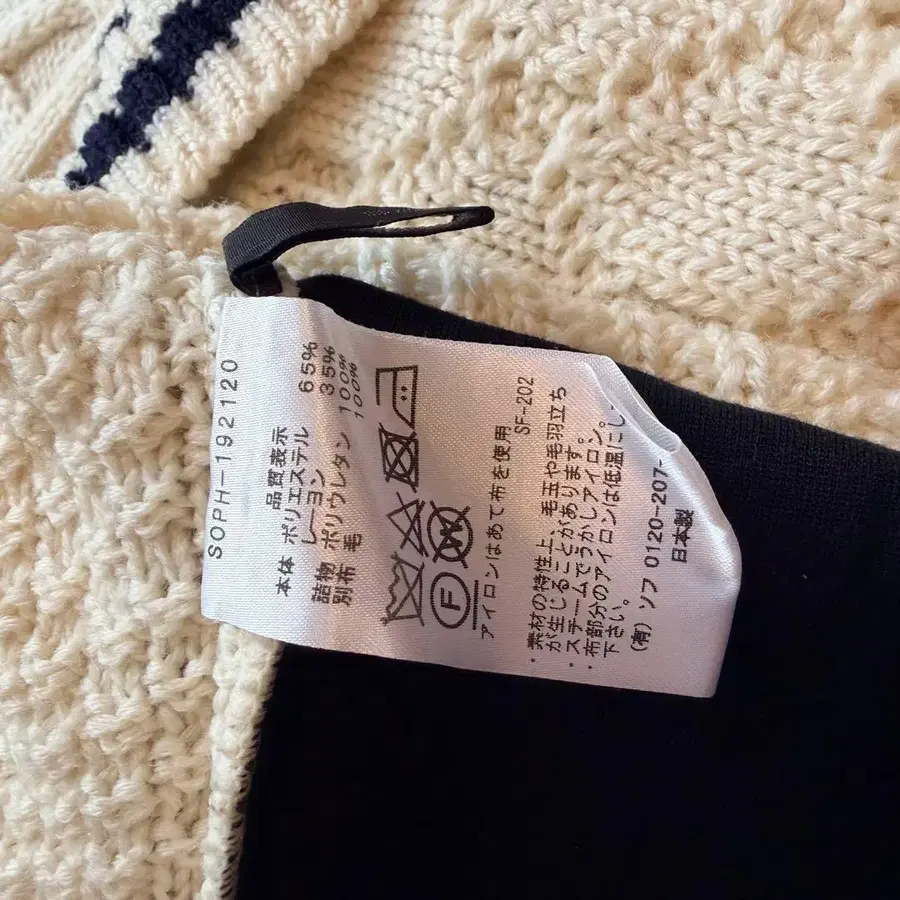 SOPH-192120
品質表示
本体 ポリエステル 65%
レーヨン 35%
詰物 ポリウレタン 100%
別布 毛 100%
W
F
アイロンはあて布を使用
SF-202
・素材の特性上、毛玉や毛羽立ち
が生じることがあります。
・スチームでうかしアイロン。
・布部分のアイロンは低温にし
下さい。
(有)ソフ 0120-207-
日本製